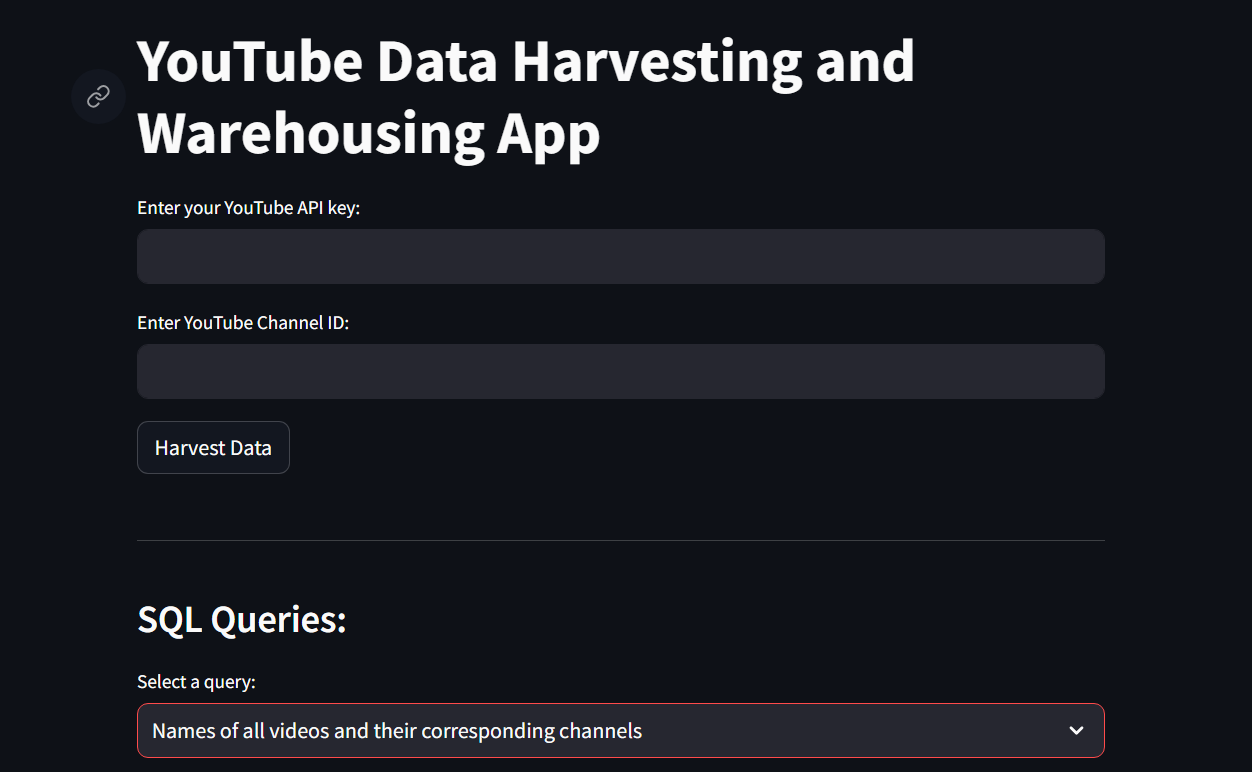 YouTube Data Harvesting and
Warehousing App
Enter your YouTube API key:
Enter YouTube Channel ID:
Harvest Data
SQL Queries:
Select a query:
Names of all videos and their corresponding channels